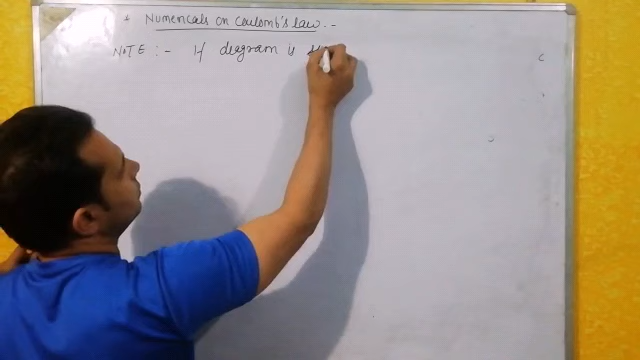 + Numericals on Coulomb's law :-
NOTE :- If diagram is